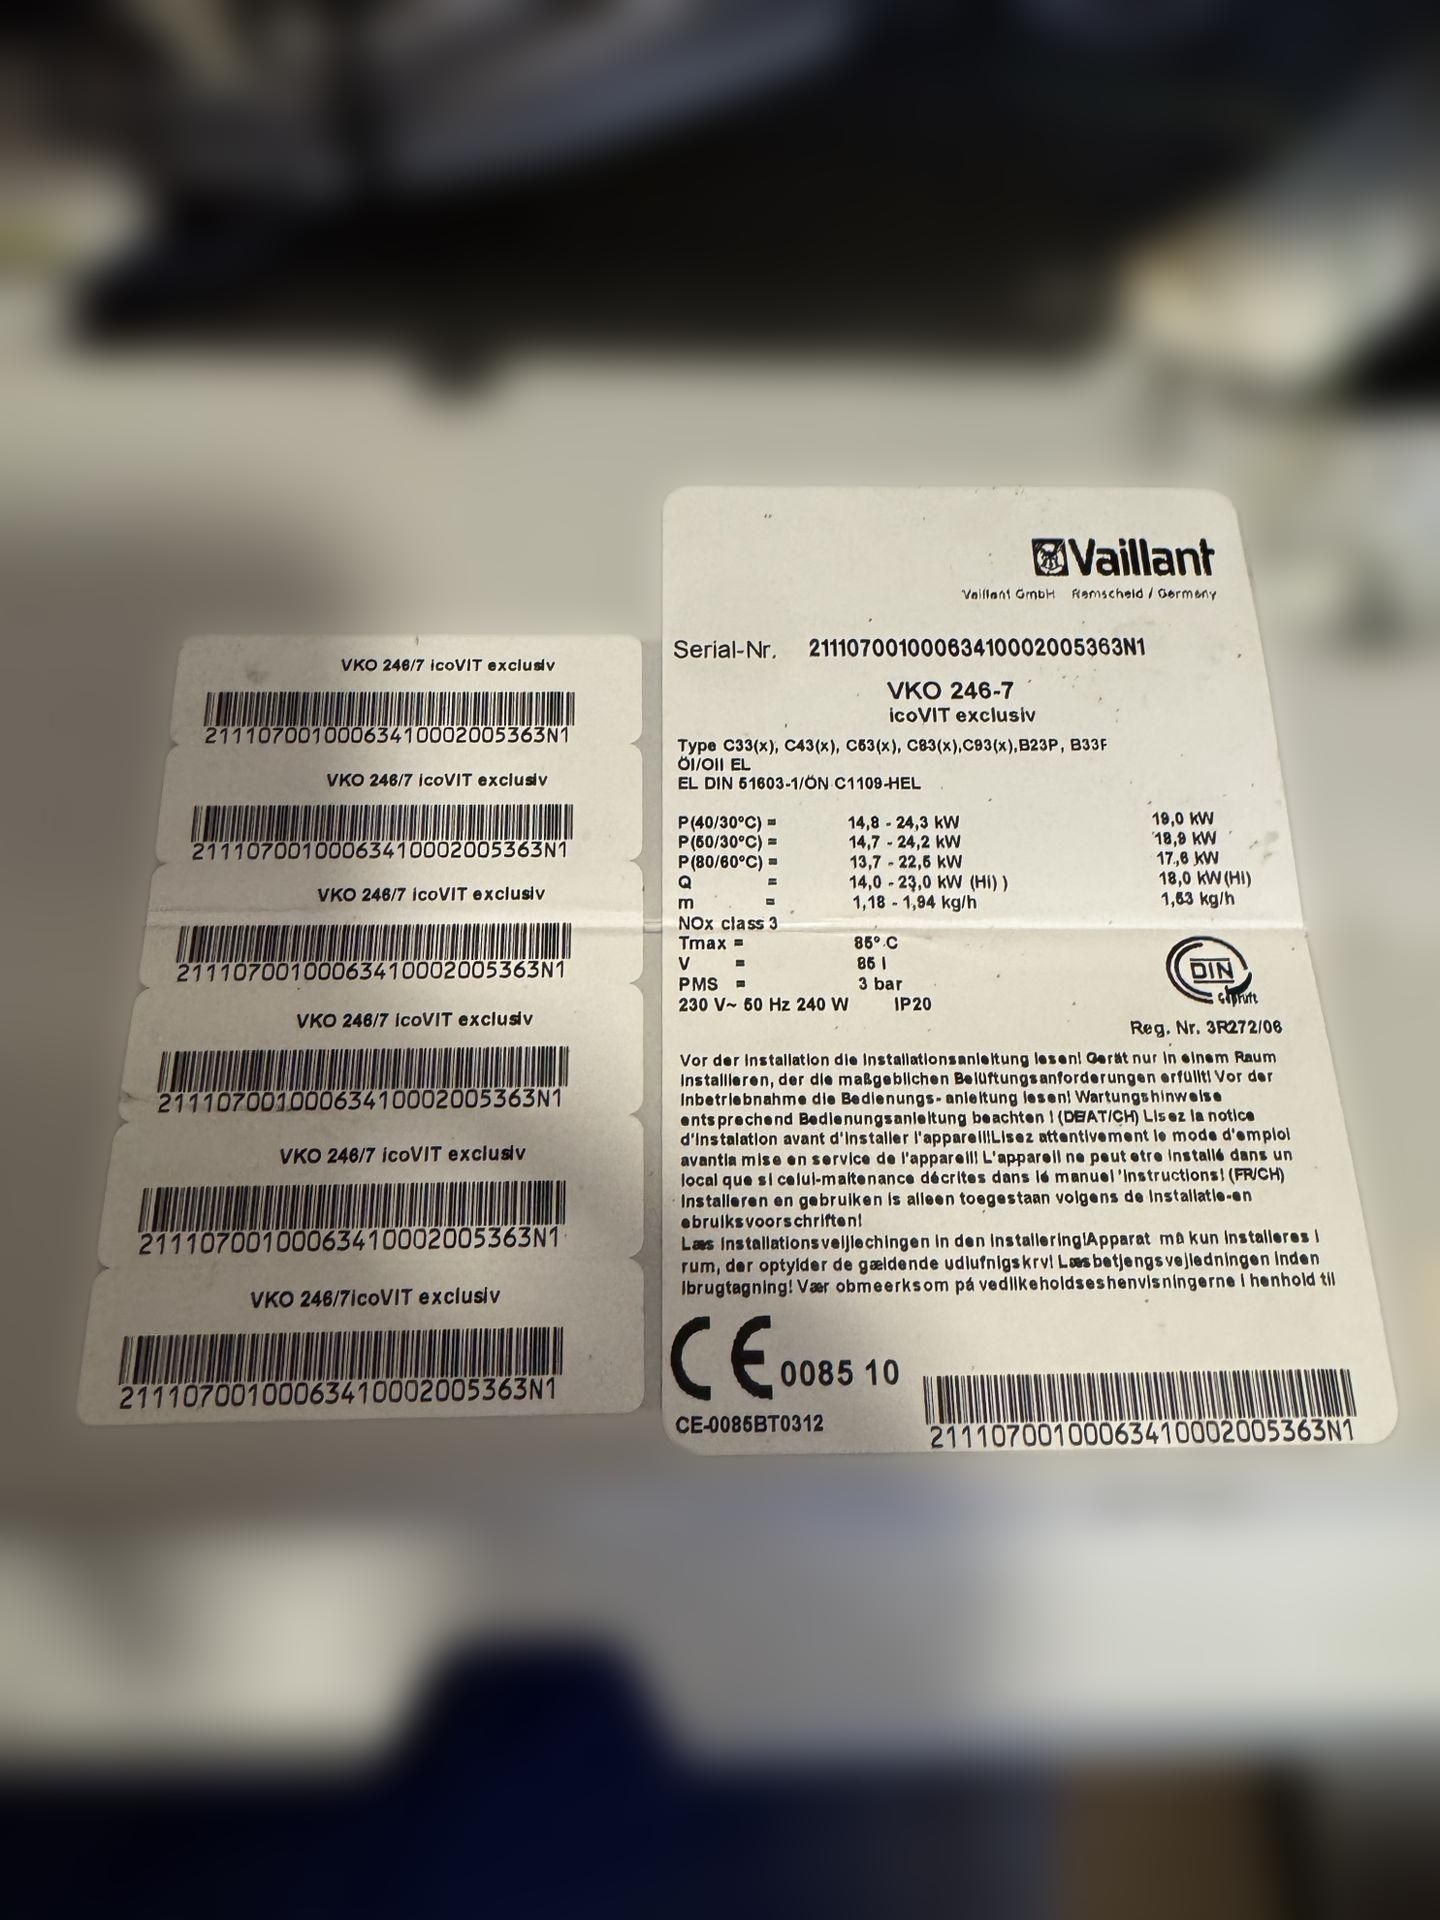 VKO 246/7 icoVIT exclusiv
21110700100063410002005363N1
VKO 246/7 icoVIT exclusiv
21110700100063410002005363N1
VKO 246/7 icoVIT exclusiv
21110700100063410002005363N1
VKO 246/7 icoVIT exclusiv
21110700100063410002005363N1
VKO 246/7 icoVIT exclusiv
21110700100063410002005363N1
VKO 246/7icoVIT exclusiv
21110700100063410002005363N1
Vaillant
Vaillant GmbH Remscheid / Germany
Serial-Nr. 21110700100063410002005363N1
VKO 246-7
icoVIT exclusiv
Type C33(x), C43(x), C53(x), C83(x),C93(x),B23P, B33P
Öl/Oil EL
EL DIN 51603-1/ÖN C1109-HEL
P(40/30°C) = 14,8 - 24,3 kW 19,0 kW
P(50/30°C) = 14,7 - 24,2 kW 18,9 kW
P(80/60°C) = 13,7 - 22,5 kW 17,6 kW
Q = 14,0 - 23,0 kW (Hi) ) 18,0 kW(Hi)
m = 1,18 - 1,94 kg/h 1,53 kg/h
NOx class 3
Tmax = 85° C
V = 85 l
PMS = 3 bar
230 V~ 50 Hz 240 W IP20
DIN
Geprüft
Reg. Nr. 3R272/06
Vor der Installation die Installationsanleitung lesen! Gerät nur in einem Raum
installieren, der die maßgeblichen Belüftungsanforderungen erfüllt! Vor der
Inbetriebnahme die Bedienungs- anleitung lesen! Wartungshinweise
entsprechend Bedienungsanleitung beachten ! (DE/AT/CH) Lisez la notice
d'instalation avant d'installer l'appareil!Lisez attentivement le mode d'emploi
avantla mise en service de l'appareil! L'appareil ne peut etre installé dans un
local que si celui-maitenance décrites dans lé manuel 'instructions! (FR/CH)
Installeren en gebruiken is alleen toegestaan volgens de installatie-en
ebruiksvoorschriften!
Læs installationsvejlechingen in den installering!Apparat må kun installeres i
rum, der optylder de gældende udlufnigskrv! Læsbetjengsvejledningen inden
Ibrugtagning! Vær obmeerksom på vedlikeholdseshenvisningerne i henhold til
CE 0085 10
CE-0085BT0312
21110700100063410002005363N1